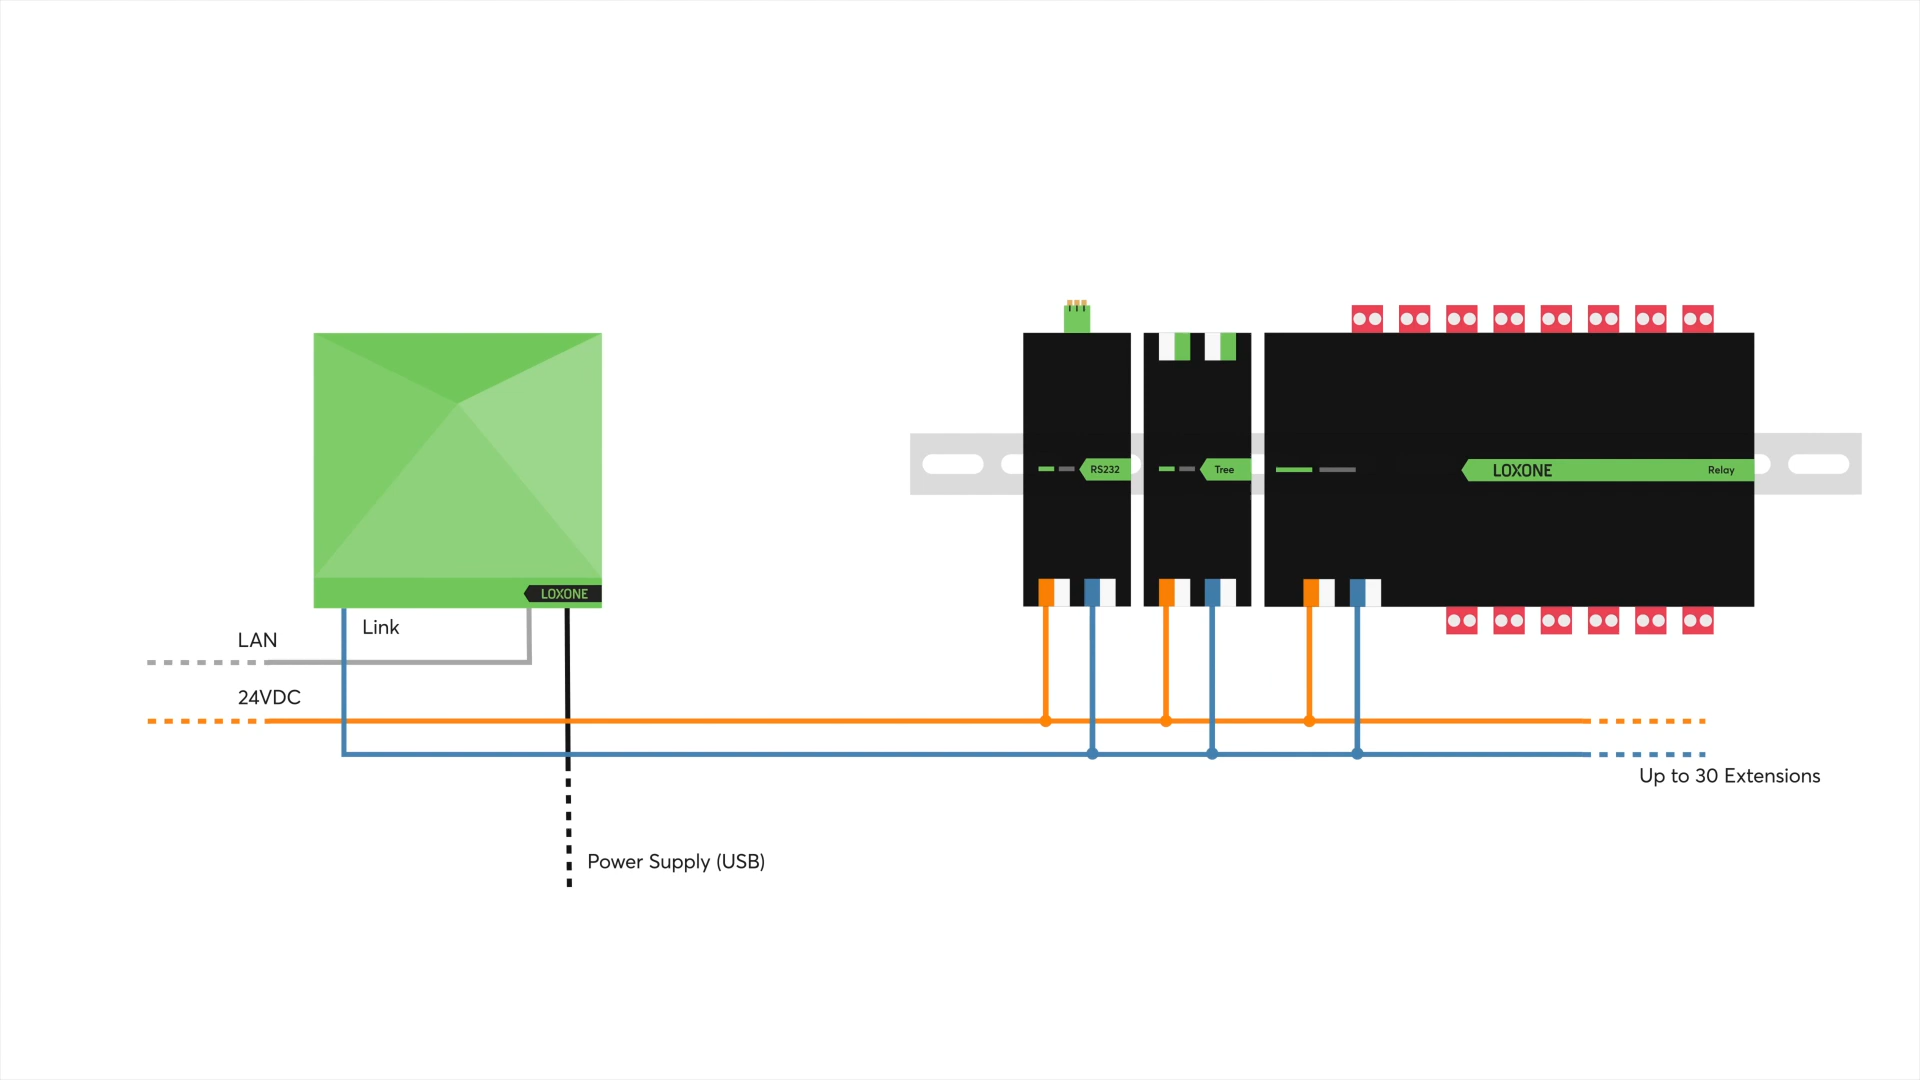 RS232
Tree
LOXONE
Relay
LOXONE
Link
LAN
24VDC
Up to 30 Extensions
Power Supply (USB)